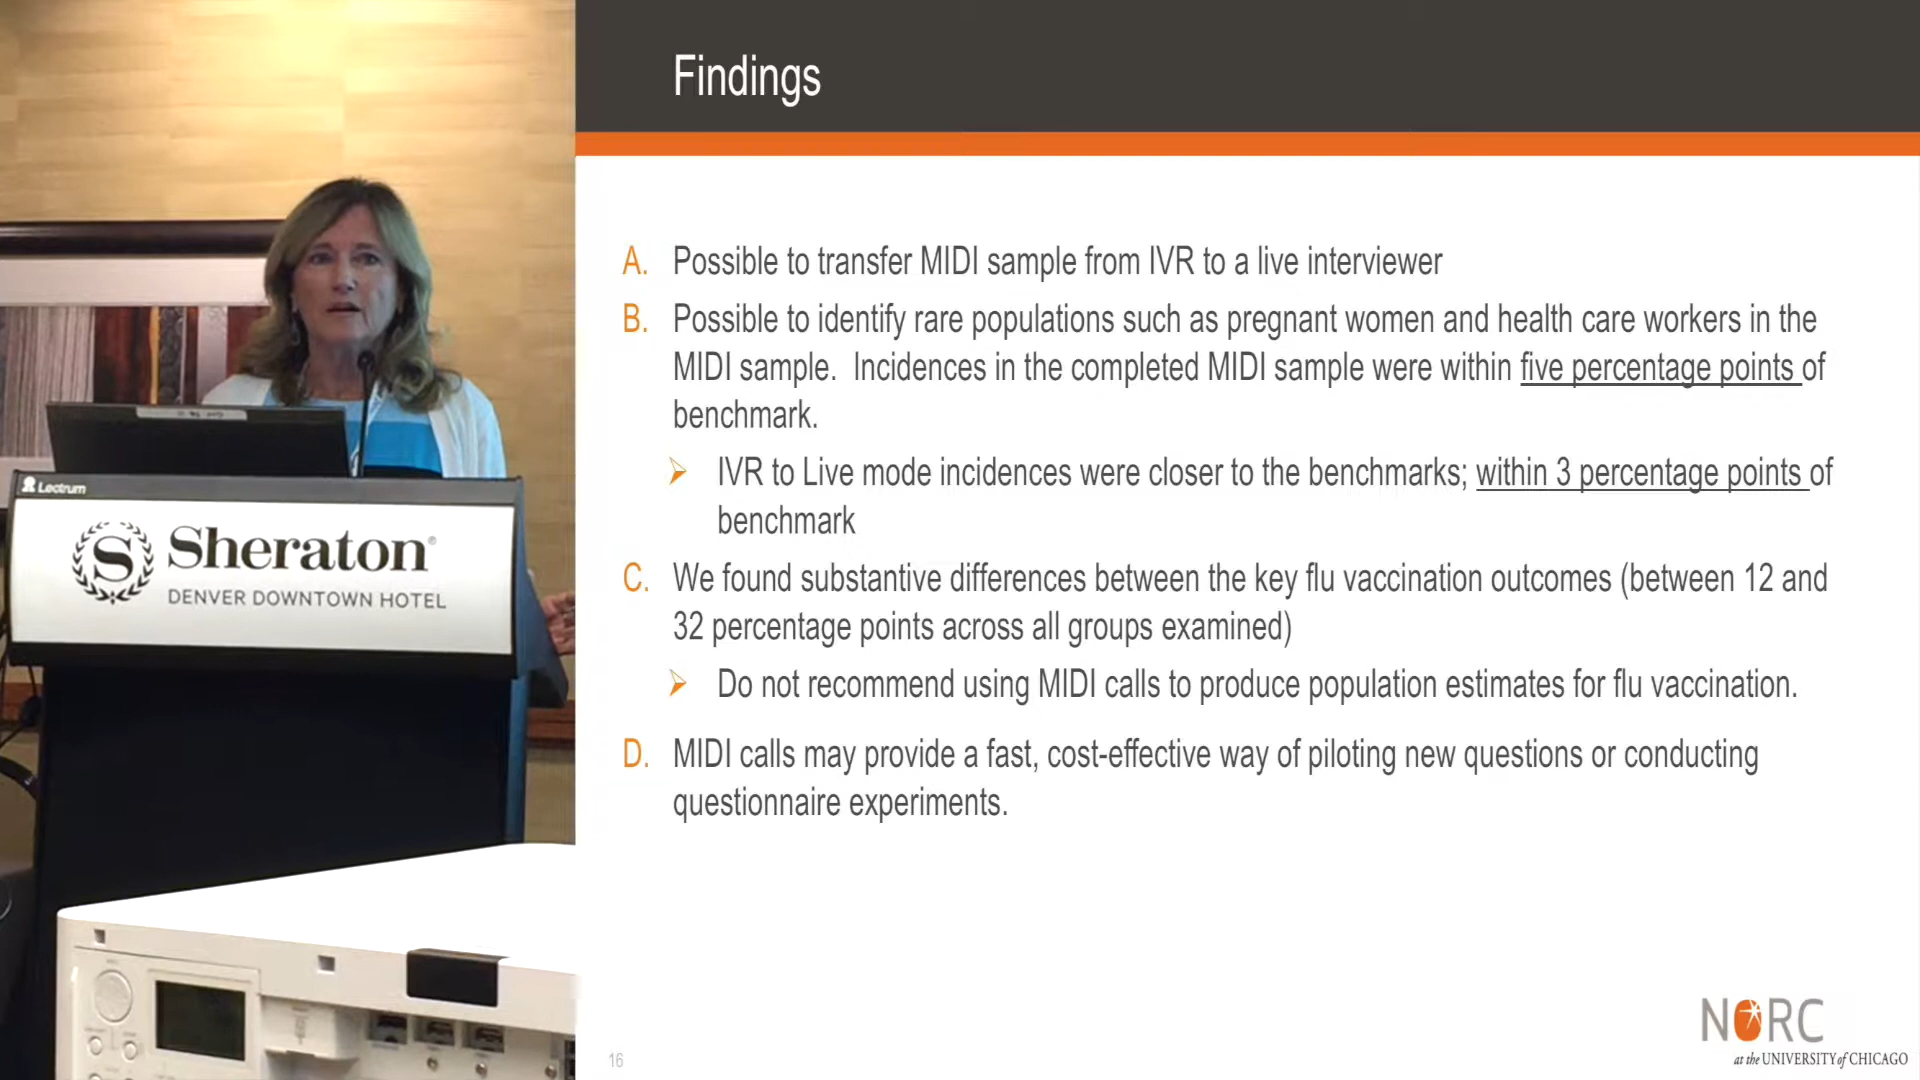 Findings
A. Possible to transfer MIDI sample from IVR to a live interviewer
B. Possible to identify rare populations such as pregnant women and health care workers in the
MIDI sample.  Incidences in the completed MIDI sample were within five percentage points of
benchmark.
IVR to Live mode incidences were closer to the benchmarks; within 3 percentage points of
benchmark
C. We found substantive differences between the key flu vaccination outcomes (between 12 and
32 percentage points across all groups examined)
Do not recommend using MIDI calls to produce population estimates for flu vaccination.
D. MIDI calls may provide a fast, cost-effective way of piloting new questions or conducting
questionnaire experiments.
16
NORC
at the UNIVERSITY of CHICAGO
Lectrum
S Sheraton®
DENVER DOWNTOWN HOTEL